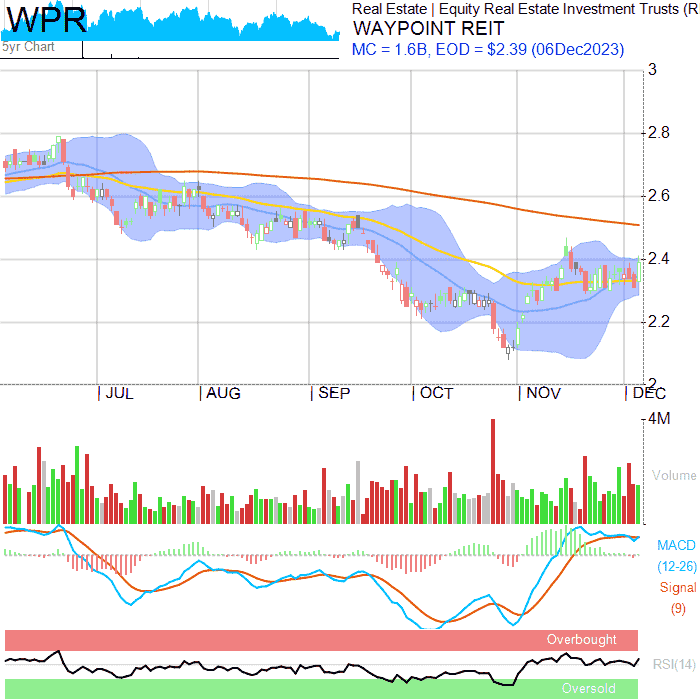 WPR
5yr Chart
Real Estate | Equity Real Estate Investment Trusts (R
WAYPOINT REIT
MC = 1.6B, EOD = $2.39 (06Dec2023)
3
2.8
2.6
2.4
2.2
2
JUL AUG SEP OCT NOV DEC
4M
Volume
MACD
(12-26)
Signal
(9)
Overbought
RSI(14)
Oversold